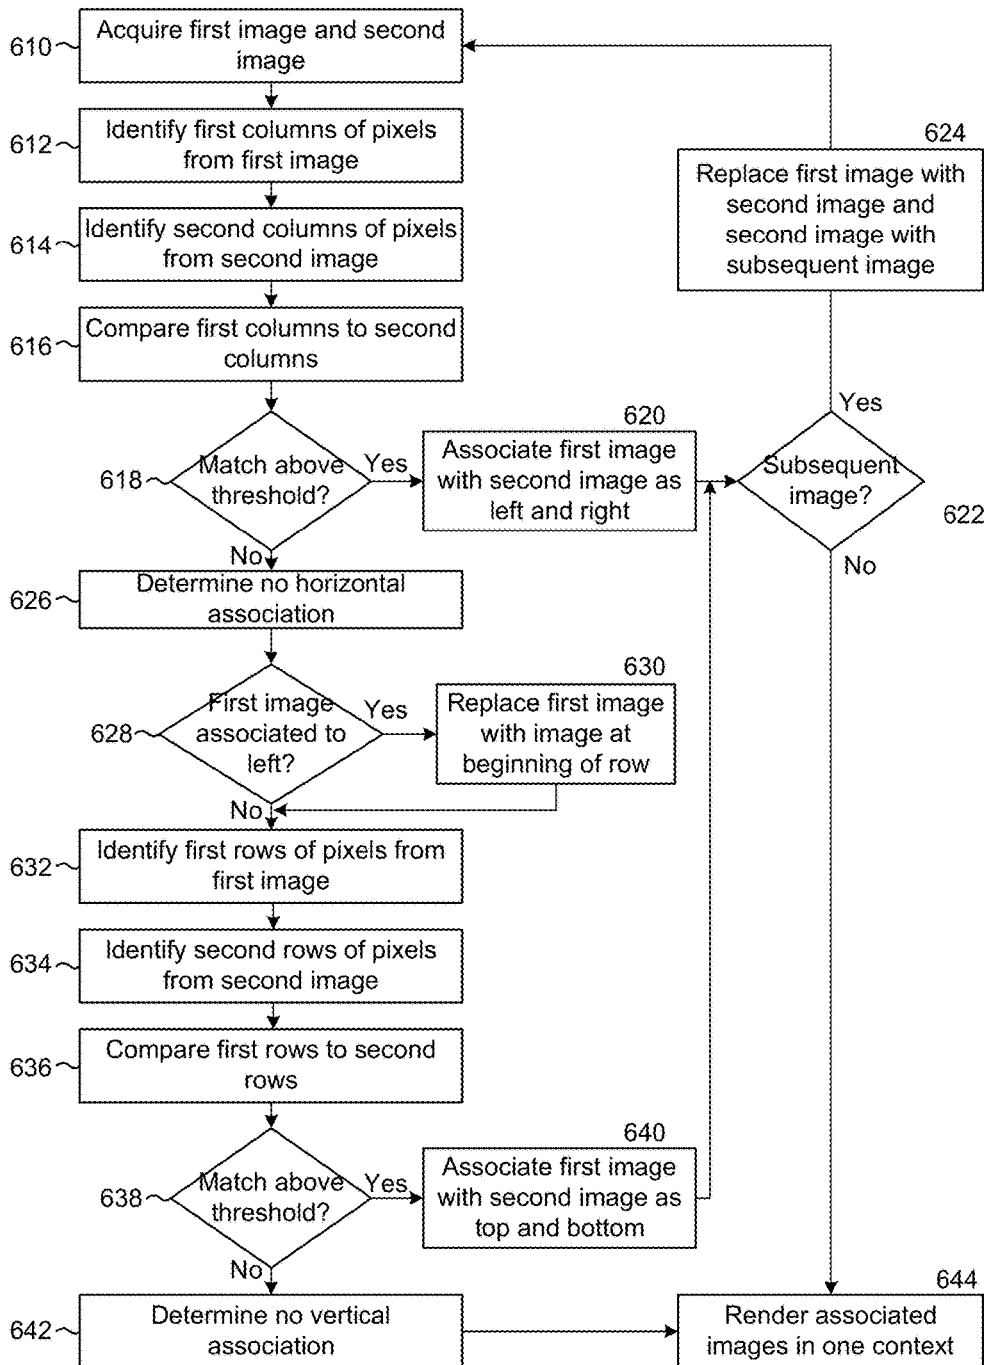 610
Acquire first image and second
image
612
Identify first columns of pixels
from first image
624
Replace first image with
second image and
second image with
subsequent image
614
Identify second columns of pixels
from second image
616
Compare first columns to second
columns
618
Match above
threshold?
Yes
No
620
Associate first image
with second image as
left and right
Yes
Subsequent
image?
622
No
626
Determine no horizontal
association
628
First image
associated to
left?
Yes
No
630
Replace first image
with image at
beginning of row
632
Identify first rows of pixels from
first image
634
Identify second rows of pixels
from second image
636
Compare first rows to second
rows
638
Match above
threshold?
Yes
No
640
Associate first image
with second image as
top and bottom
642
Determine no vertical
association
644
Render associated
images in one context